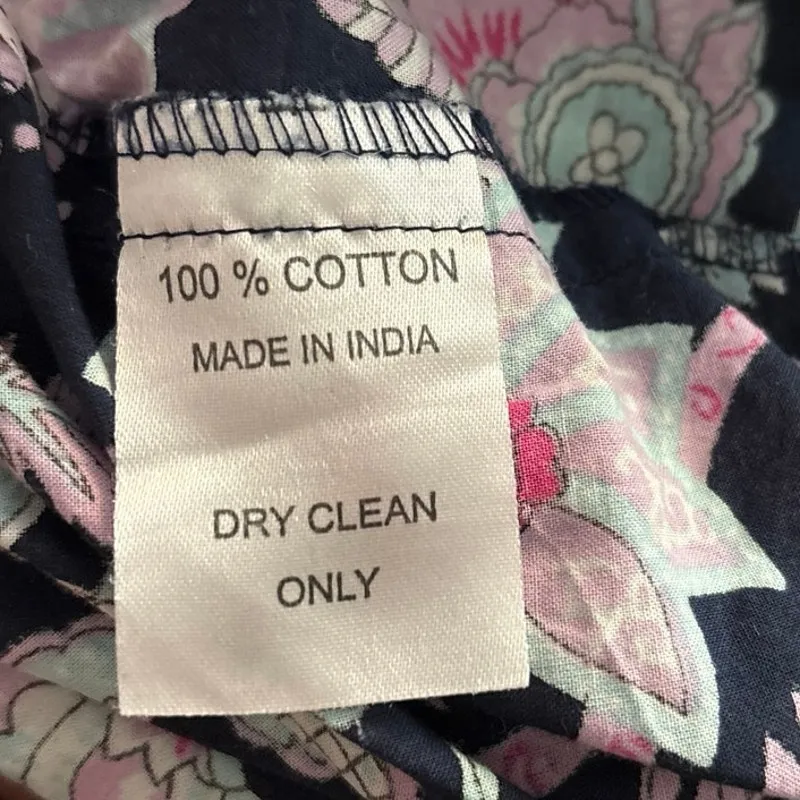 100 % COTTON
MADE IN INDIA
DRY CLEAN
ONLY